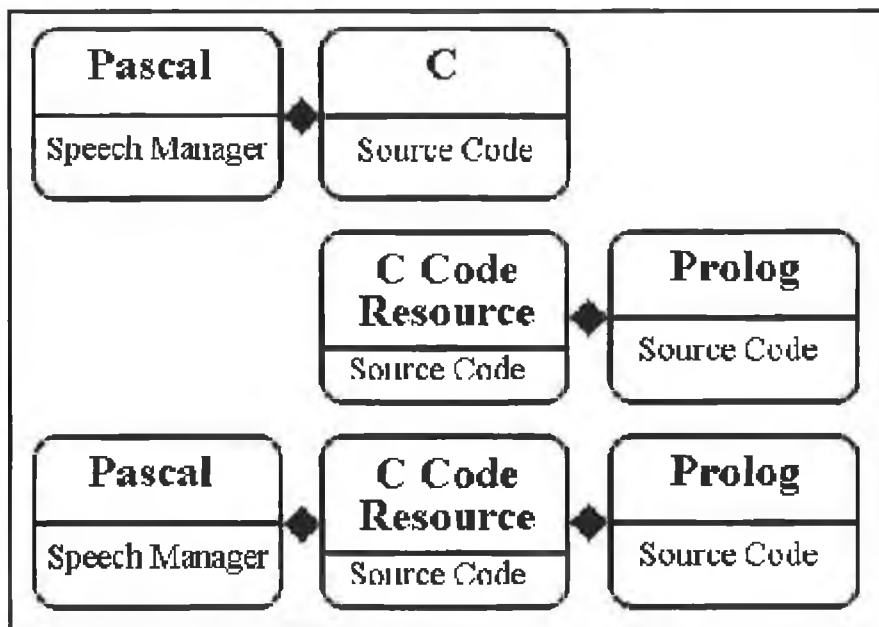 Pascal
Speech Manager
C
Source Code
C Code
Resource
Source Code
Prolog
Source Code
Pascal
Speech Manager
C Code
Resource
Source Code
Prolog
Source Code